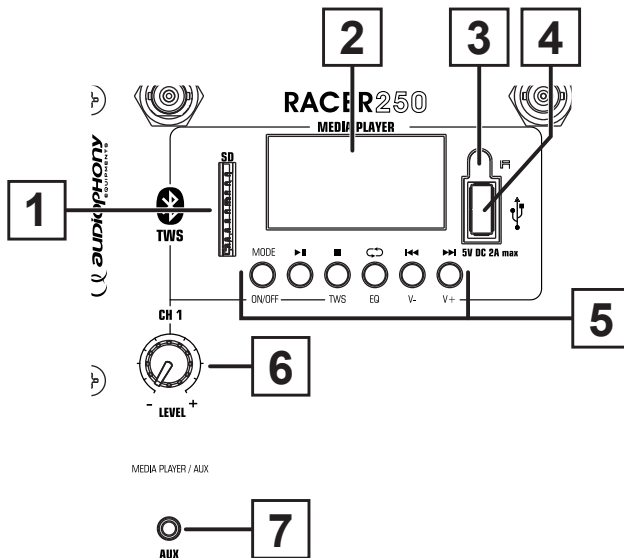 2
3
4
RACER250
MEDIA PLAYER
SD
1
TWS
5V DC 2A max
MODE
ON/OFF
TWS
EQ
V-
V+
5
CH 1
6
- LEVEL +
MEDIA PLAYER / AUX
7
AUX
audiophony